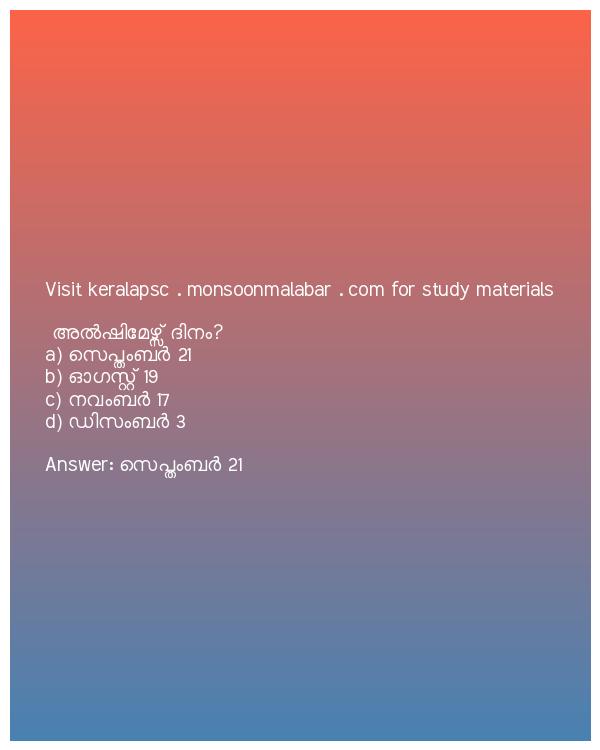 Visit keralapsc . monsoonmalabar . com for study materials
അൽഷിമേഴ്സ് ദിനം?
a) സെപ്തംബർ 21
b) ഓഗസ്റ്റ് 19
c) നവംബർ 17
d) ഡിസംബർ 3
Answer: സെപ്തംബർ 21